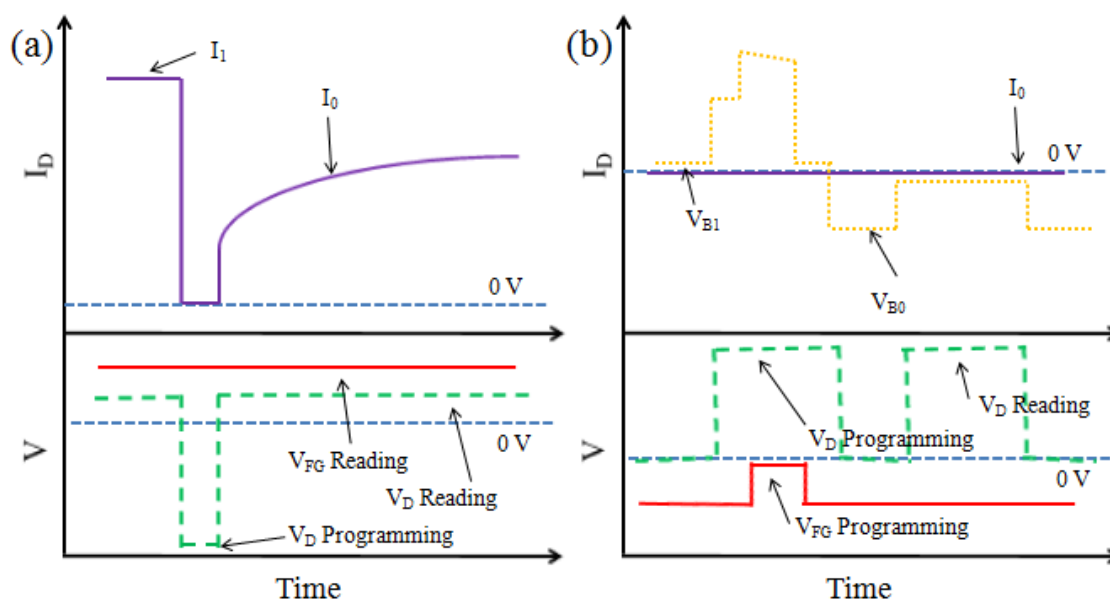 (a)
I1
I0
ID
0 V
V
0 V
VFG Reading
VD Reading
VD Programming
Time
(b)
I0
0 V
ID
VB1
VB0
VD Reading
V
VD Programming
0 V
VFG Programming
Time